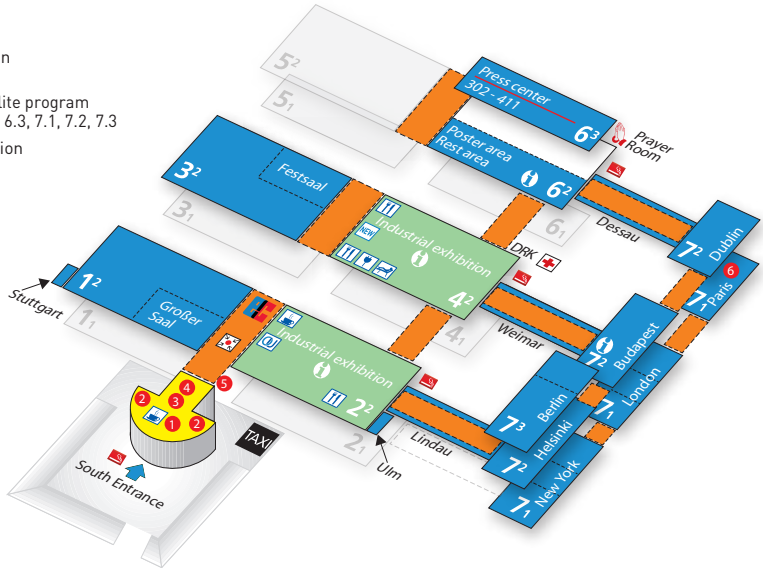 n
lite program
6.3, 7.1, 7.2, 7.3
ion
5²
5₁
Press center
302 - 411
6³
Prayer
Room
Poster area
Rest area
6²
6₁
Dessau
3²
Festsaal
3₁
Industrial exhibition
NEW
4²
4₁
DRK
Weimar
7² Dublin
6
7₁ Paris
1²
Großer
Saal
1₁
Stuttgart
@
Industrial exhibition
2²
2₁
Ulm
Lindau
7² Budapest
7₁ London
7³ Berlin
7² Helsinki
7₁ New York
4
5
2
3
1
2
TAXI
South Entrance